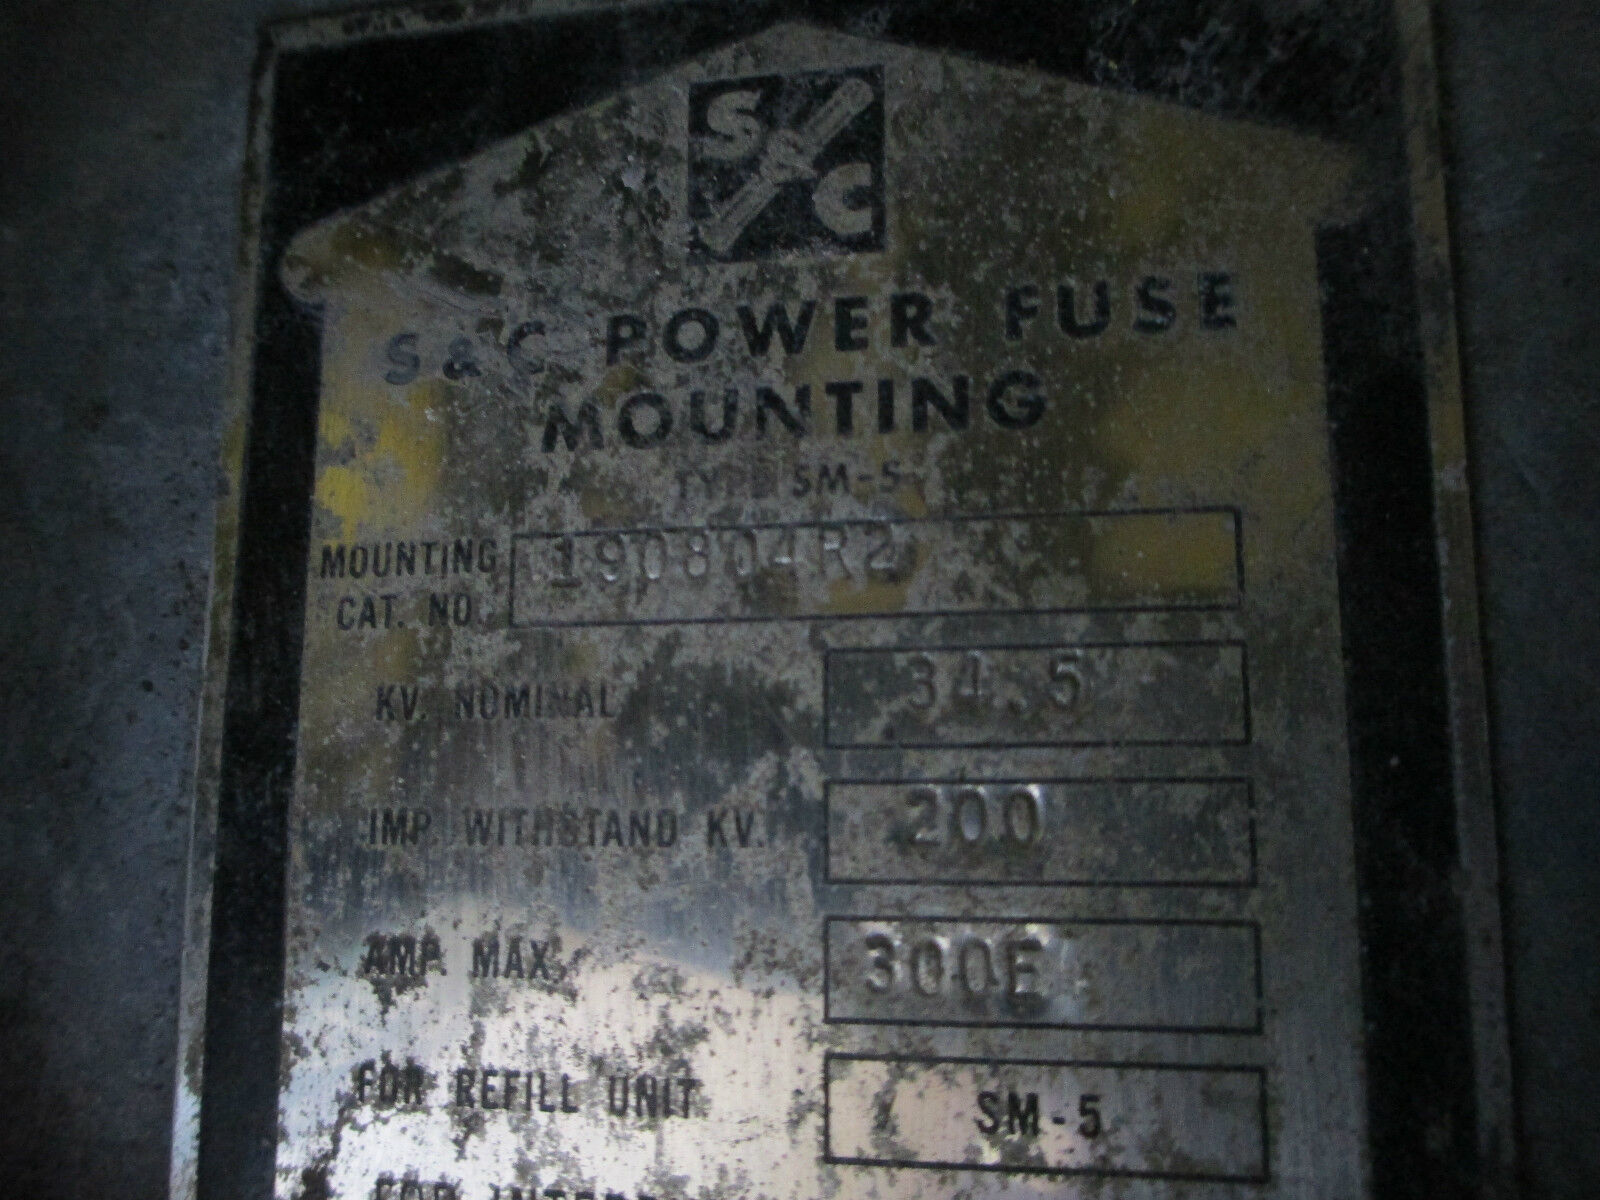 S C
S & C POWER FUSE
MOUNTING
TYPE SM-5
MOUNTING CAT. NO. 190804R2
KV. NOMINAL 34.5
IMP. WITHSTAND KV. 200
AMP. MAX. 300E
FOR REFILL UNIT SM-5
FOR